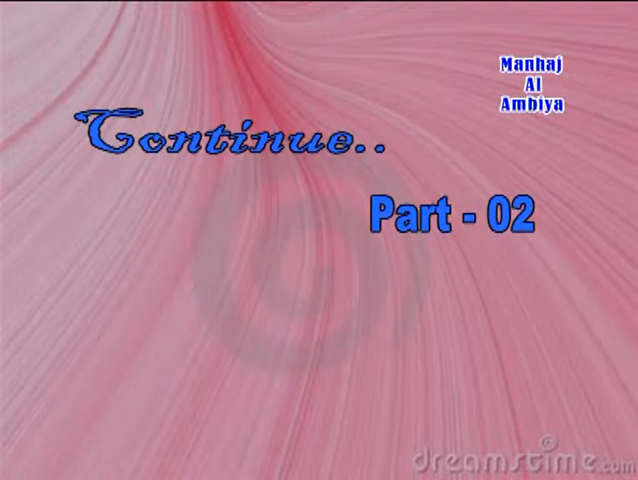 Manhaj
Al
Ambiya
Continue..
Part - 02
dreamstime.com